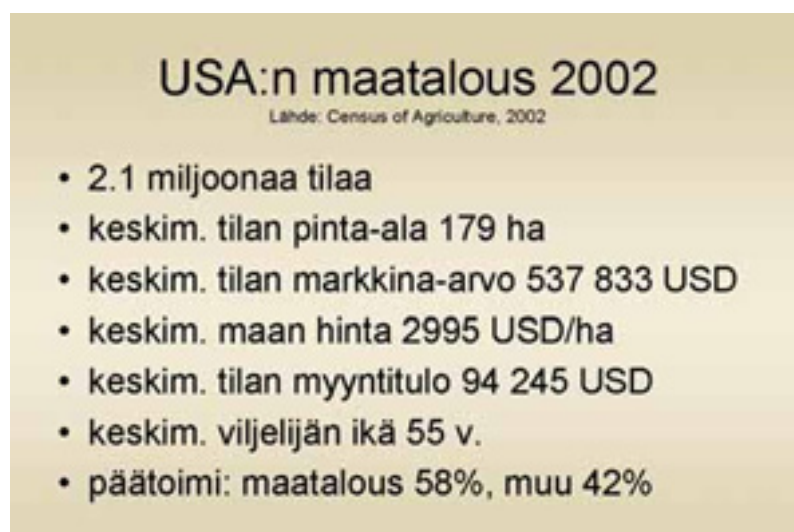 USA:n maatalous 2002
Lähde: Census of Agriculture, 2002
• 2.1 miljoonaa tilaa
• keskim. tilan pinta-ala 179 ha
• keskim. tilan markkina-arvo 537 833 USD
• keskim. maan hinta 2995 USD/ha
• keskim. tilan myyntitulo 94 245 USD
• keskim. viljelijän ikä 55 v.
• päätoimi: maatalous 58%, muu 42%